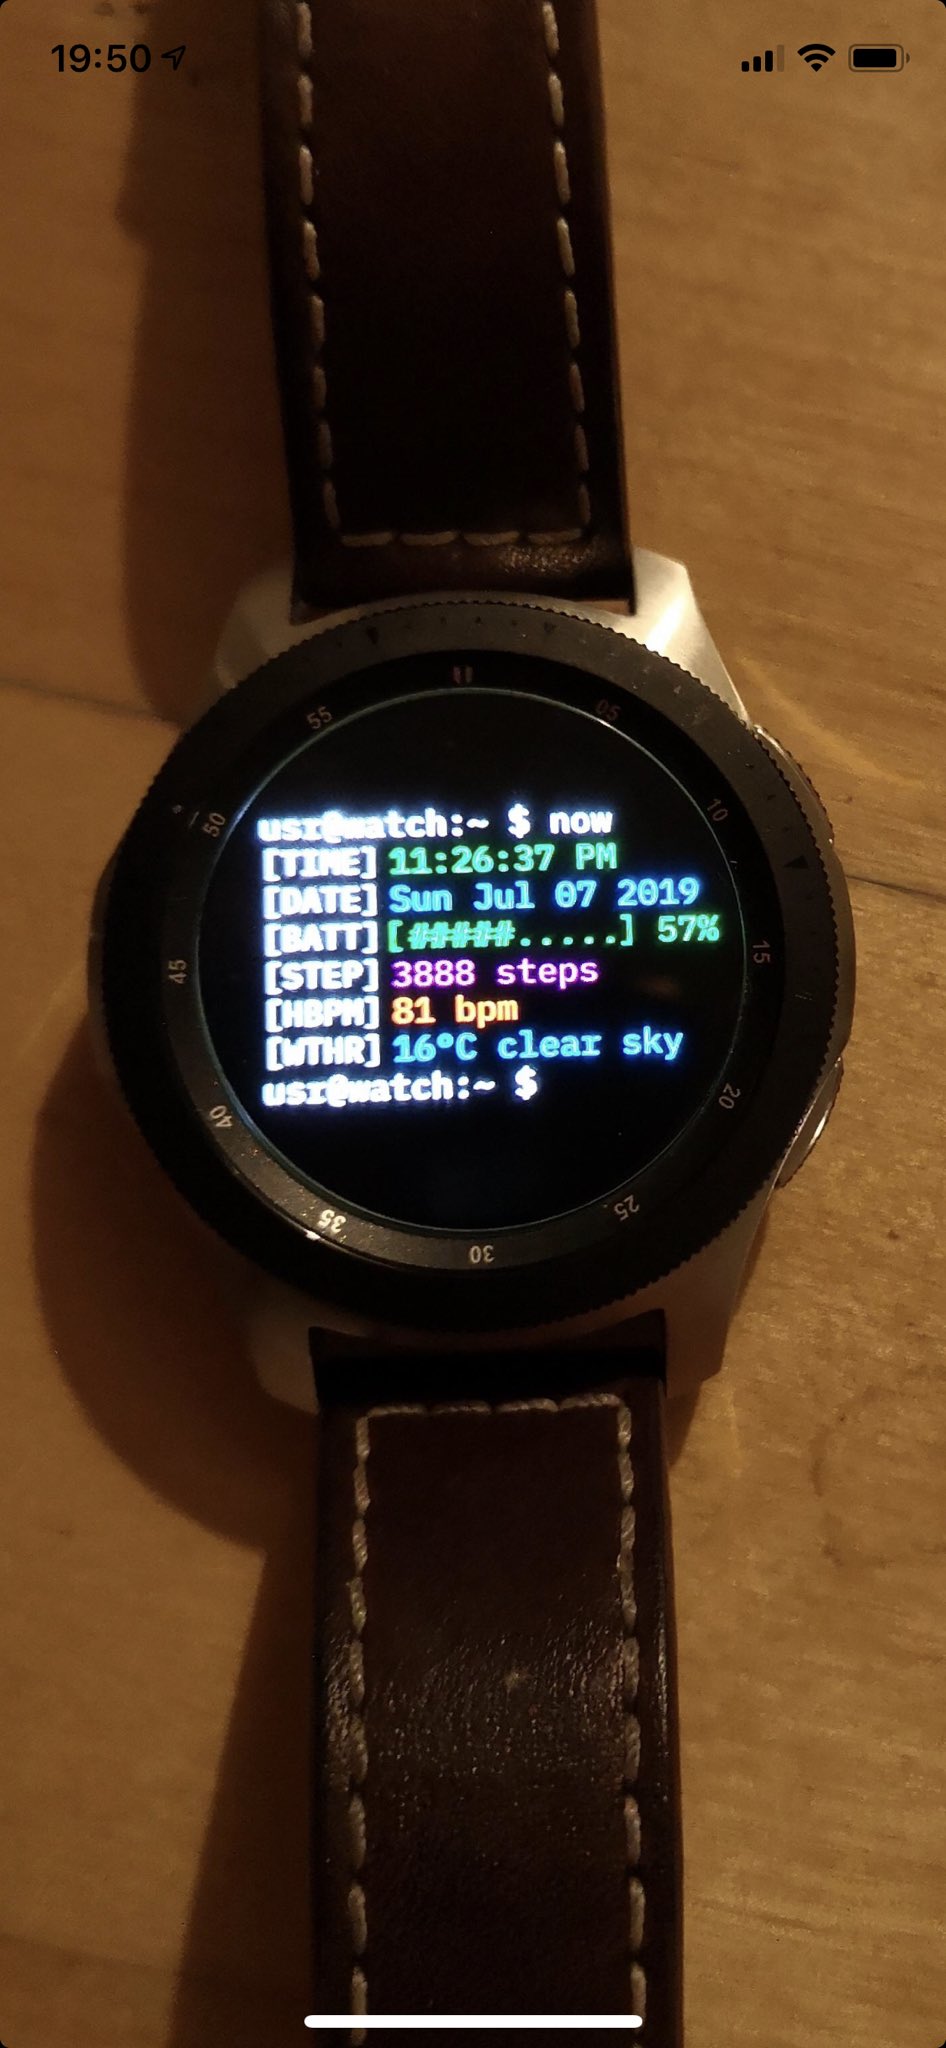 19:50
55
05
50
10
usr@watch:~ $ now
[TIME] 11:26:37 PM
[DATE] Sun Jul 07 2019
[BATT] [#####.....] 57%
[STEP] 3888 steps
[HBPM] 81 bpm
[WTHR] 16°C clear sky
usr@watch:~ $
45
15
40
20
35
25
30